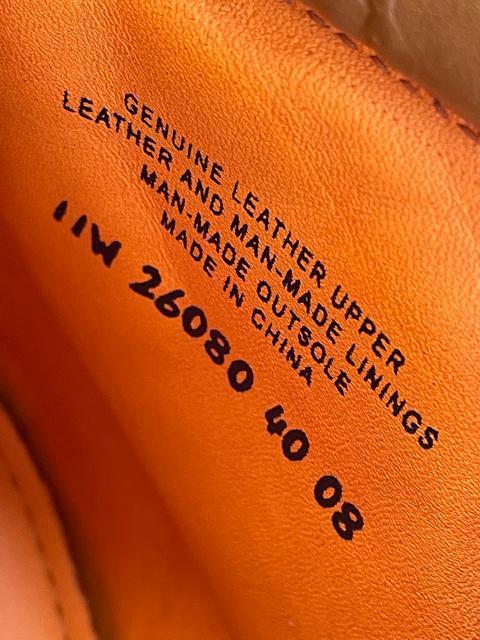 GENUINE LEATHER UPPER
LEATHER AND MAN-MADE LININGS
MAN-MADE OUTSOLE
MADE IN CHINA
11W 26080 40 08